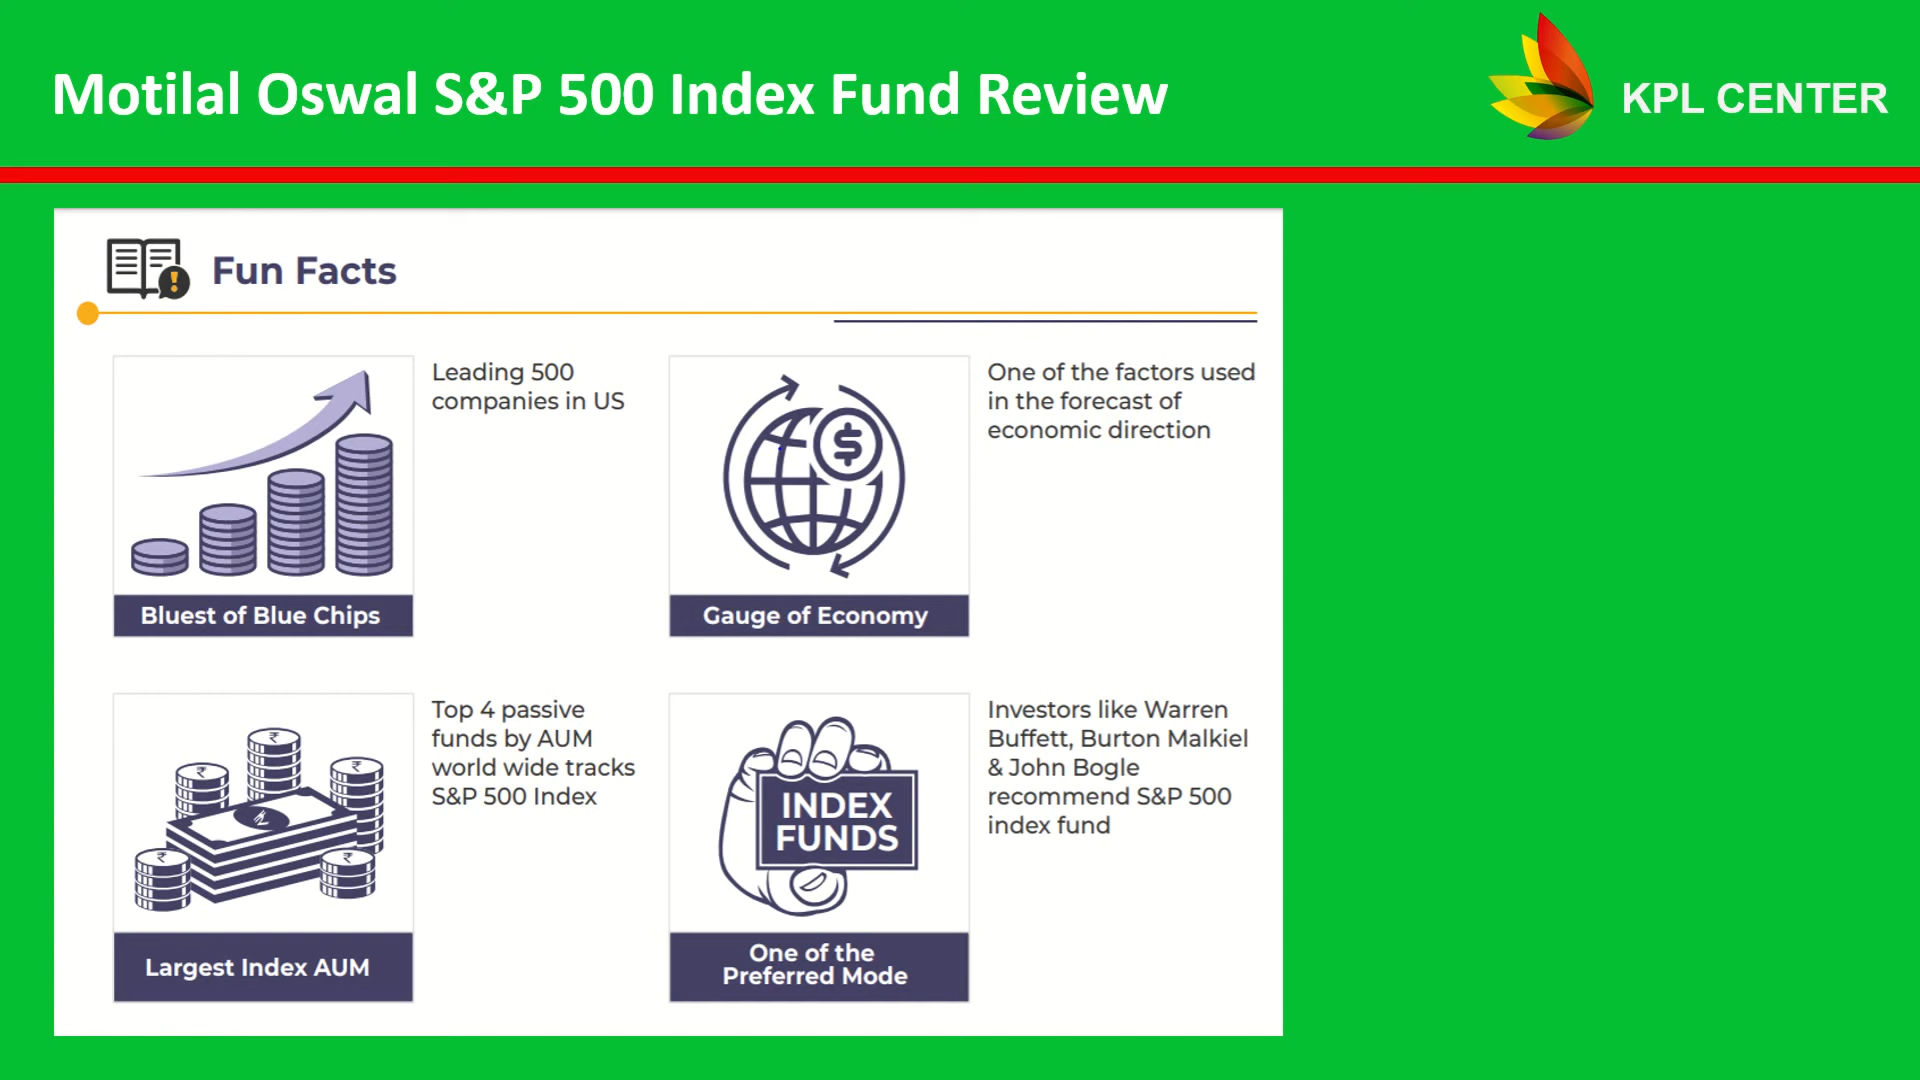 Motilal Oswal S&P 500 Index Fund Review
KPL CENTER
Fun Facts
Leading 500
companies in US
Bluest of Blue Chips
$
One of the factors used
in the forecast of
economic direction
Gauge of Economy
₹
₹
₹
₹
₹
₹
Top 4 passive
funds by AUM
world wide tracks
S&P 500 Index
Largest Index AUM
INDEX
FUNDS
Investors like Warren
Buffett, Burton Malkiel
& John Bogle
recommend S&P 500
index fund
One of the
Preferred Mode